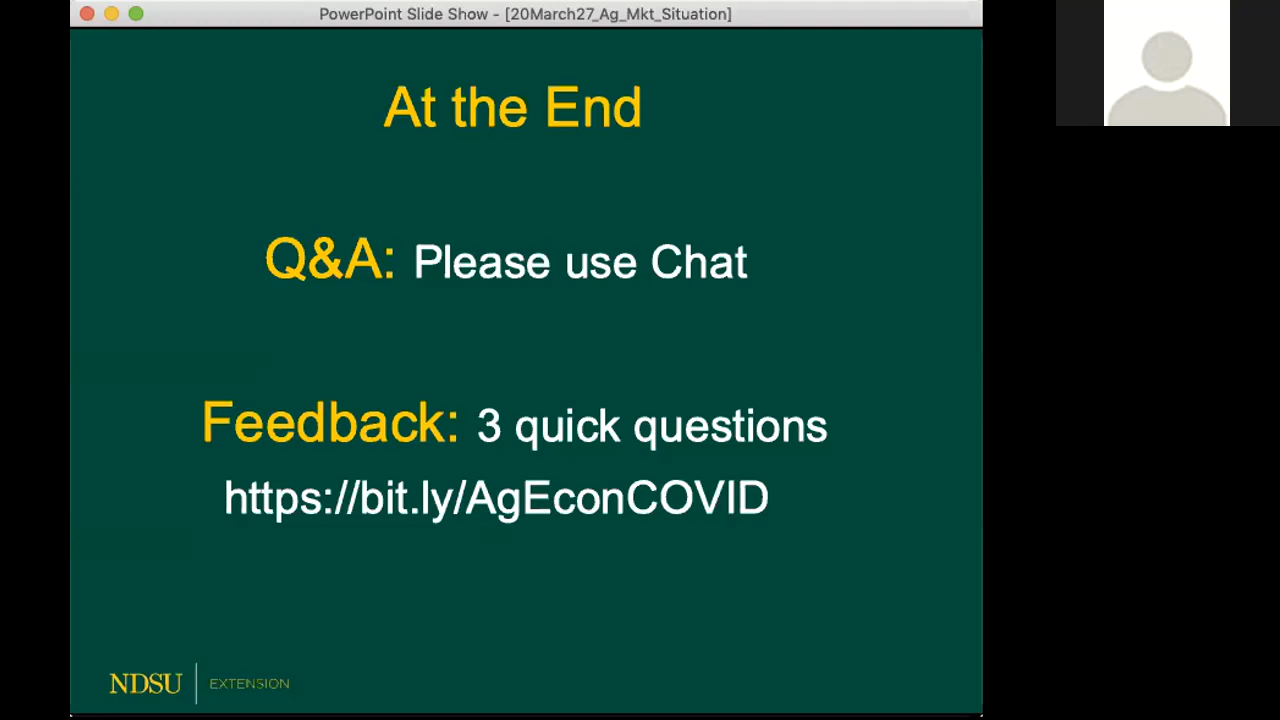 PowerPoint Slide Show - [20March27_Ag_Mkt_Situation]
At the End
Q&A: Please use Chat
Feedback: 3 quick questions
https://bit.ly/AgEconCOVID
NDSU EXTENSION